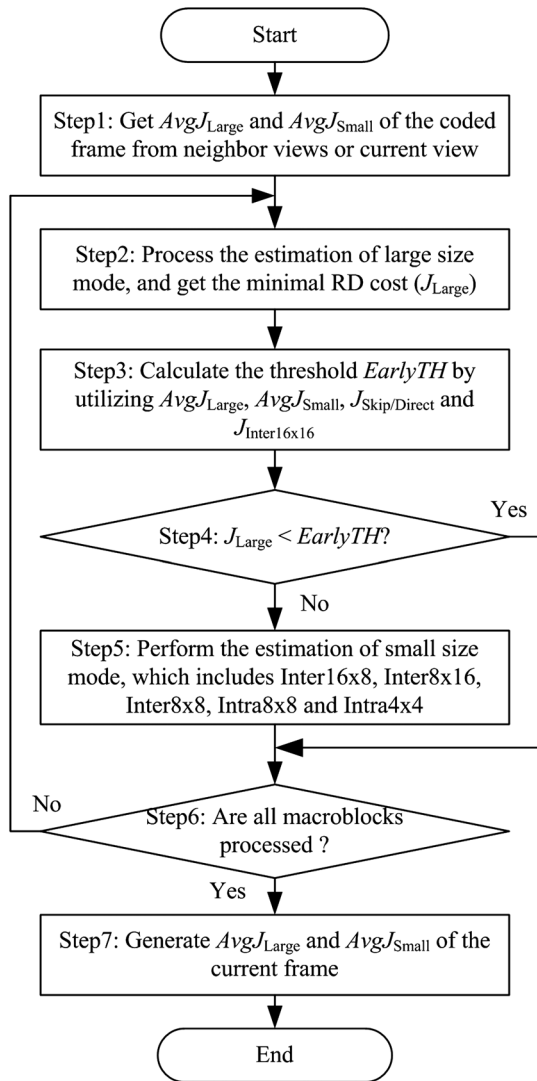 Start
Step1: Get AvgJLarge and AvgJSmall of the coded
frame from neighbor views or current view
Step2: Process the estimation of large size
mode, and get the minimal RD cost (JLarge)
Step3: Calculate the threshold EarlyTH by
utilizing AvgJLarge, AvgJSmall, JSkip/Direct and
JInter16x16
Step4: JLarge < EarlyTH?
Yes
No
Step5: Perform the estimation of small size
mode, which includes Inter16x8, Inter8x16,
Inter8x8, Intra8x8 and Intra4x4
No
Step6: Are all macroblocks
processed ?
Yes
Step7: Generate AvgJLarge and AvgJSmall of the
current frame
End